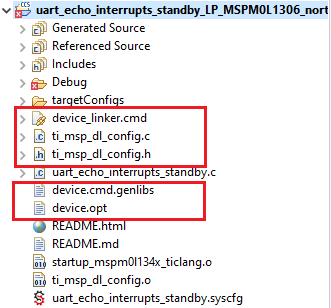 CCS
uart_echo_interrupts_standby_LP_MSPM0L1306_nort
Generated Source
Referenced Source
Includes
Debug
targetConfigs
device_linker.cmd
ti_msp_dl_config.c
ti_msp_dl_config.h
uart_echo_interrupts_standby.c
device.cmd.genlibs
device.opt
README.html
README.md
startup_mspm0l134x_ticlang.o
ti_msp_dl_config.o
uart_echo_interrupts_standby.syscfg